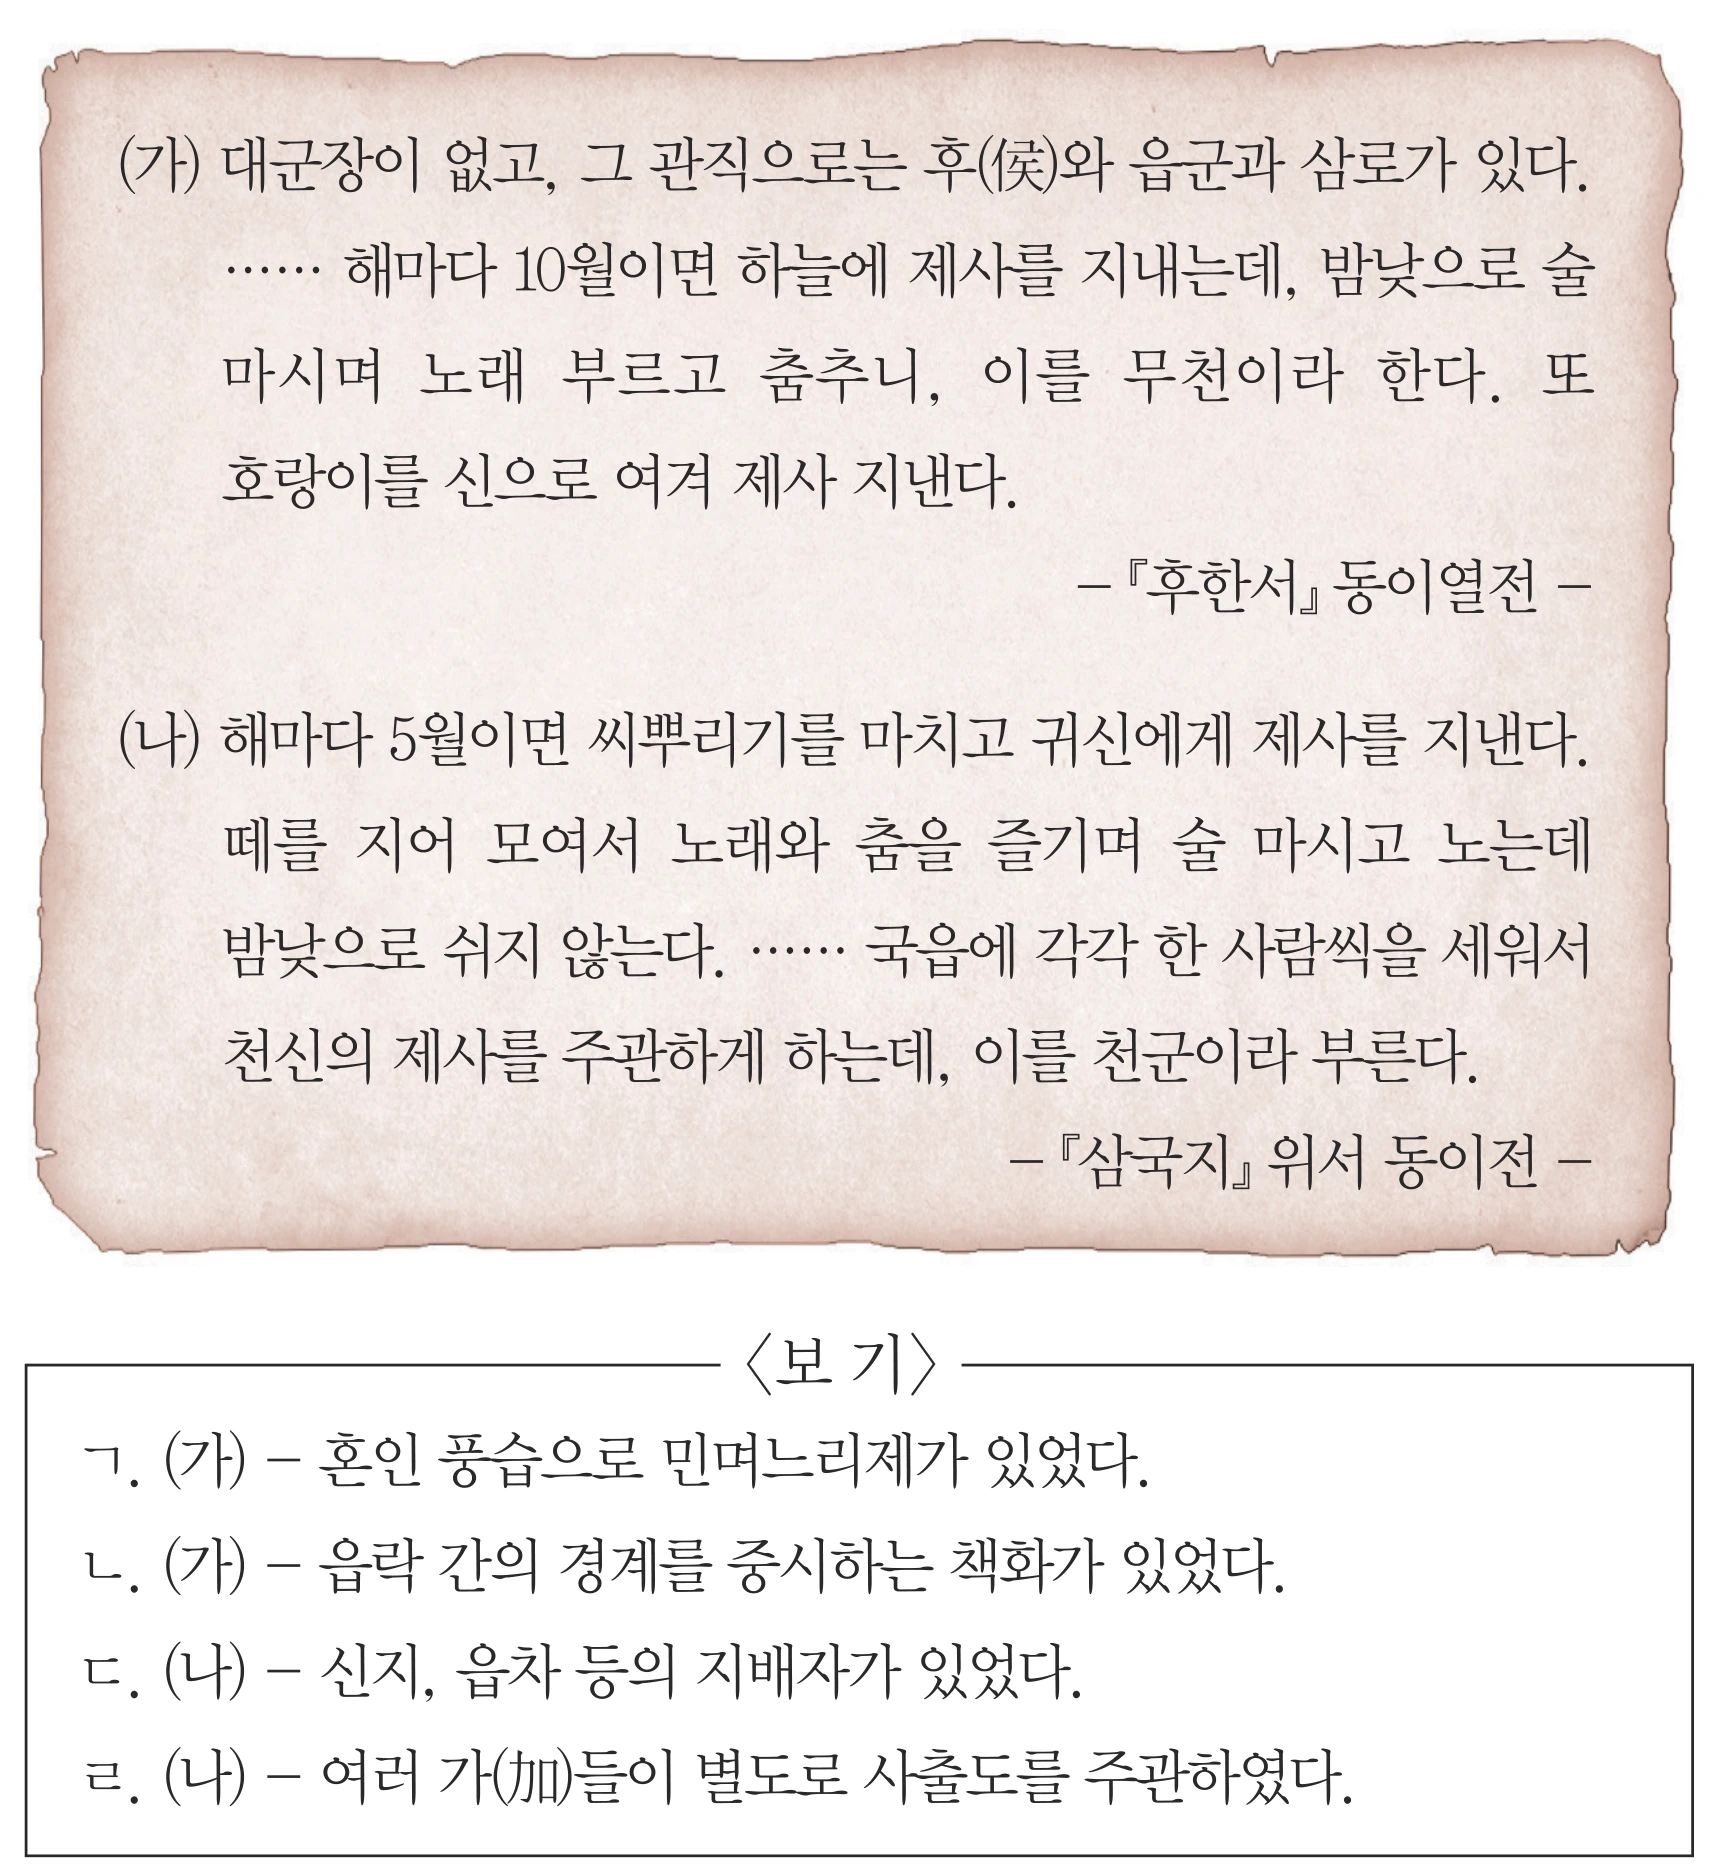 (가) 대군장이 없고, 그 관직으로는 후(侯)와 읍군과 삼로가 있다.
…… 해마다 10월이면 하늘에 제사를 지내는데, 밤낮으로 술
마시며 노래 부르고 춤추니, 이를 무천이라 한다. 또
호랑이를 신으로 여겨 제사 지낸다.
– 『후한서』 동이열전 –
(나) 해마다 5월이면 씨뿌리기를 마치고 귀신에게 제사를 지낸다.
떼를 지어 모여서 노래와 춤을 즐기며 술 마시고 노는데
밤낮으로 쉬지 않는다. …… 국읍에 각각 한 사람씩을 세워서
천신의 제사를 주관하게 하는데, 이를 천군이라 부른다.
– 『삼국지』 위서 동이전 –
〈보 기〉
ㄱ. (가) – 혼인 풍습으로 민며느리제가 있었다.
ㄴ. (가) – 읍락 간의 경계를 중시하는 책화가 있었다.
ㄷ. (나) – 신지, 읍차 등의 지배자가 있었다.
ㄹ. (나) – 여러 가(加)들이 별도로 사출도를 주관하였다.